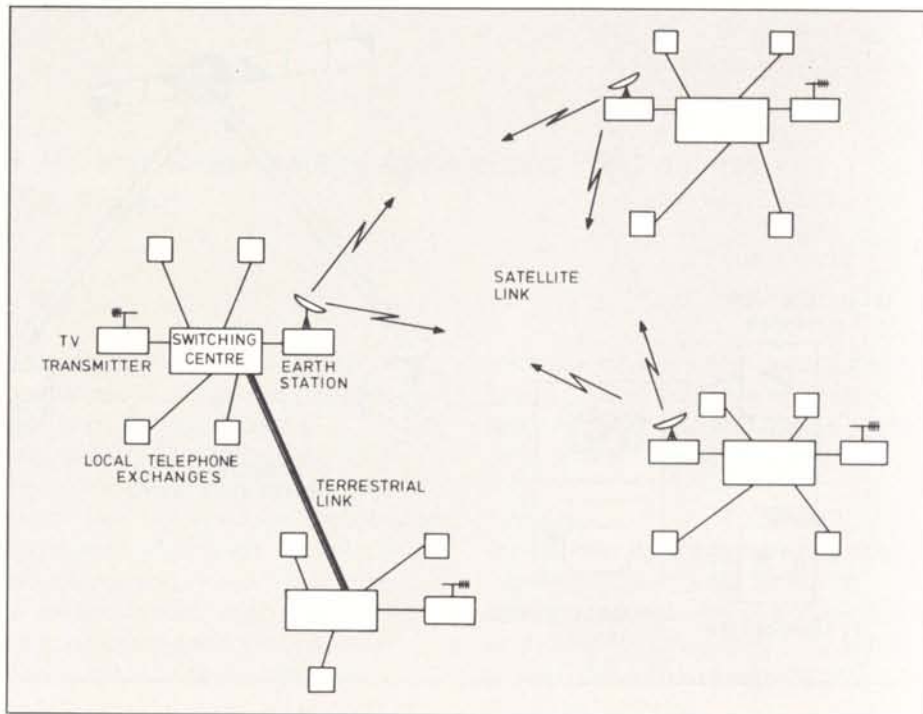 SATELLITE
LINK
TV
TRANSMITTER
SWITCHING
CENTRE
EARTH
STATION
LOCAL TELEPHONE
EXCHANGES
TERRESTRIAL
LINK